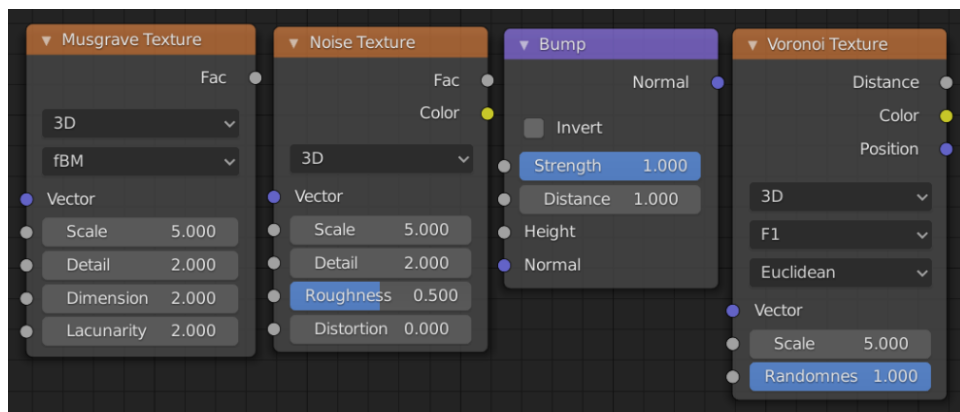 Musgrave Texture
Fac
3D
fBM
Vector
Scale 5.000
Detail 2.000
Dimension 2.000
Lacunarity 2.000
Noise Texture
Fac
Color
3D
Vector
Scale 5.000
Detail 2.000
Roughness 0.500
Distortion 0.000
Bump
Normal
Invert
Strength 1.000
Distance 1.000
Height
Normal
Voronoi Texture
Distance
Color
Position
3D
F1
Euclidean
Vector
Scale 5.000
Randomnes 1.000